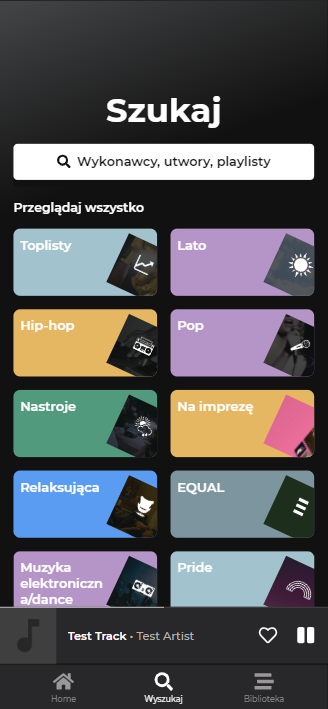 Szukaj
Wykonawcy, utwory, playlisty
Przeglądaj wszystko
Toplisty
Lato
Hip-hop
Pop
Nastroje
Na imprezę
Relaksująca
EQUAL
Muzyka
elektroniczn
a/dance
Pride
Test Track • Test Artist
Home
Wyszukaj
Biblioteka